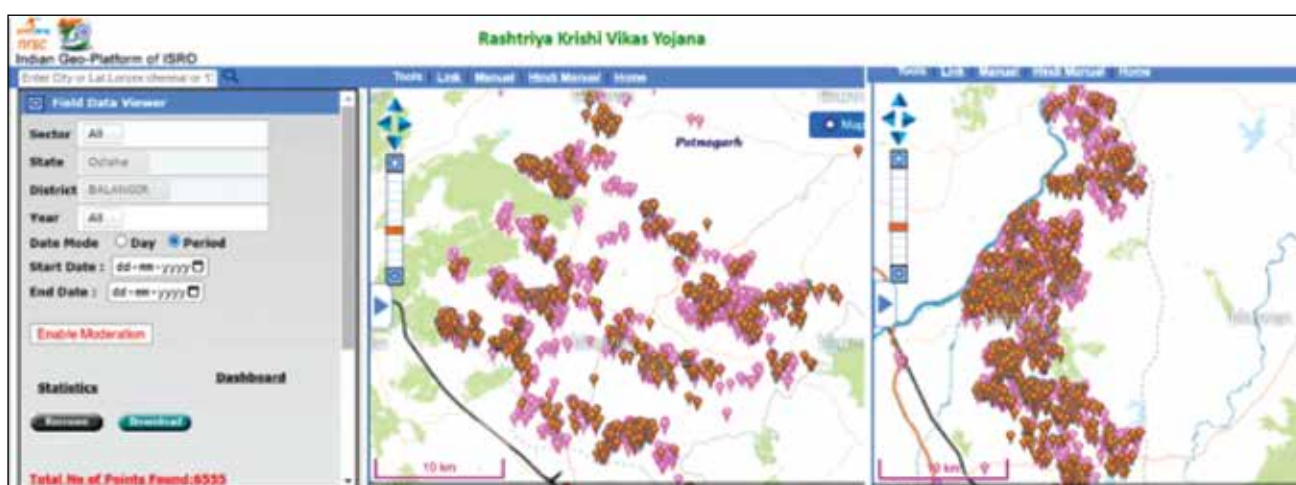 nrsc
Rashtriya Krishi Vikas Yojana
Indian Geo-Platform of ISRO
Tools Link Manual Hindi Manual Home
Tools Link Manual Hindi Manual Home
Field Data Viewer
Sector All
State Odisha
District BALANGIR
Year All
Date Mode Day Period
Start Date : dd-mm-yyyy
End Date : dd-mm-yyyy
Enable Moderation
Dashboard
Statistics
Download
Total No of Points Found:6555
Map
Patnagarh
10 km
10 km